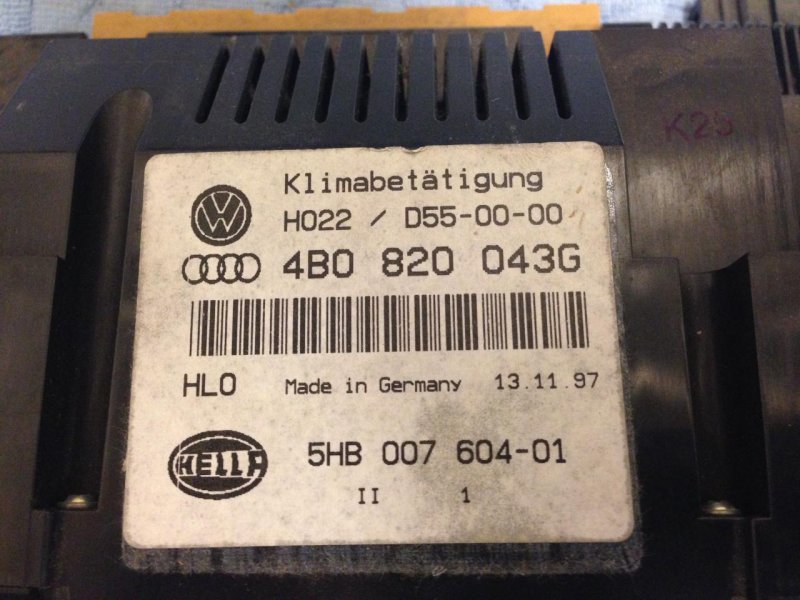 K25
Klimabetätigung
H022 / D55-00-00
4B0 820 043G
HLO Made in Germany 13.11.97
HELLA 5HB 007 604-01
II 1